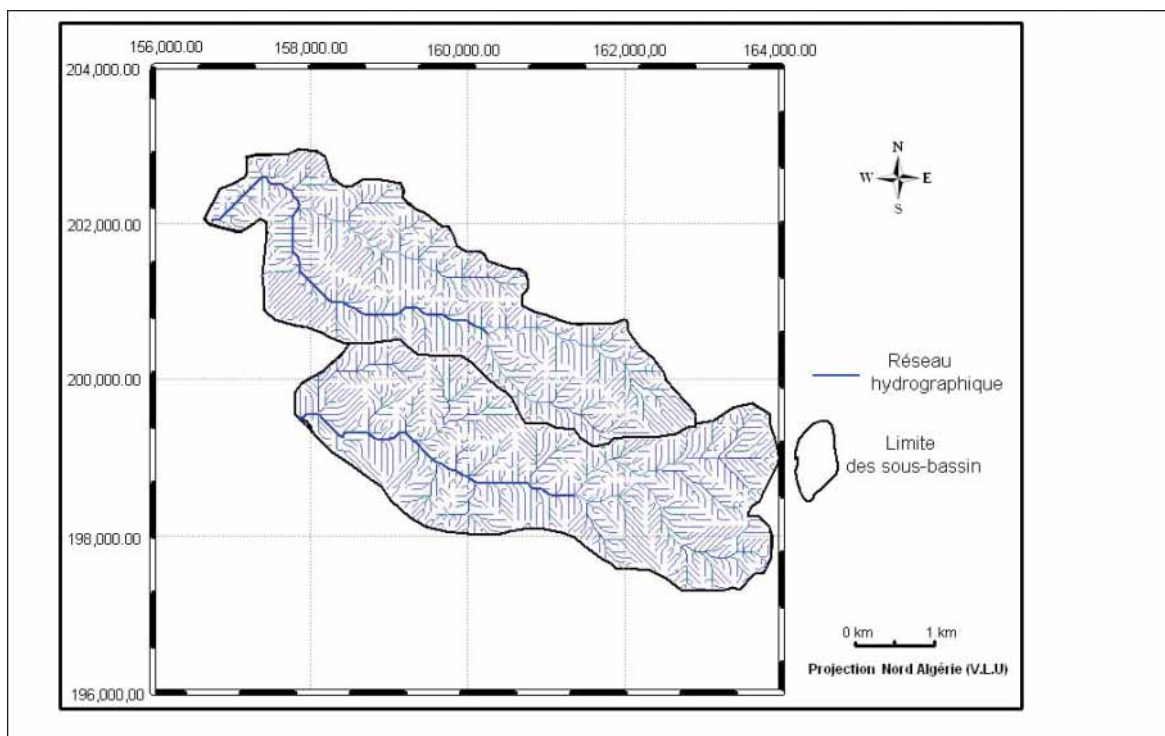 156,000.00 158,000.00 160,000.00 162,000,00 164,000.00
204,000.00
202,000.00
200,000.00
198,000.00
196,000,00
N
W E
S
Réseau
hydrographique
Limite
des sous-bassin
0 km 1 km
Projection Nord Algérie (V.L.U)